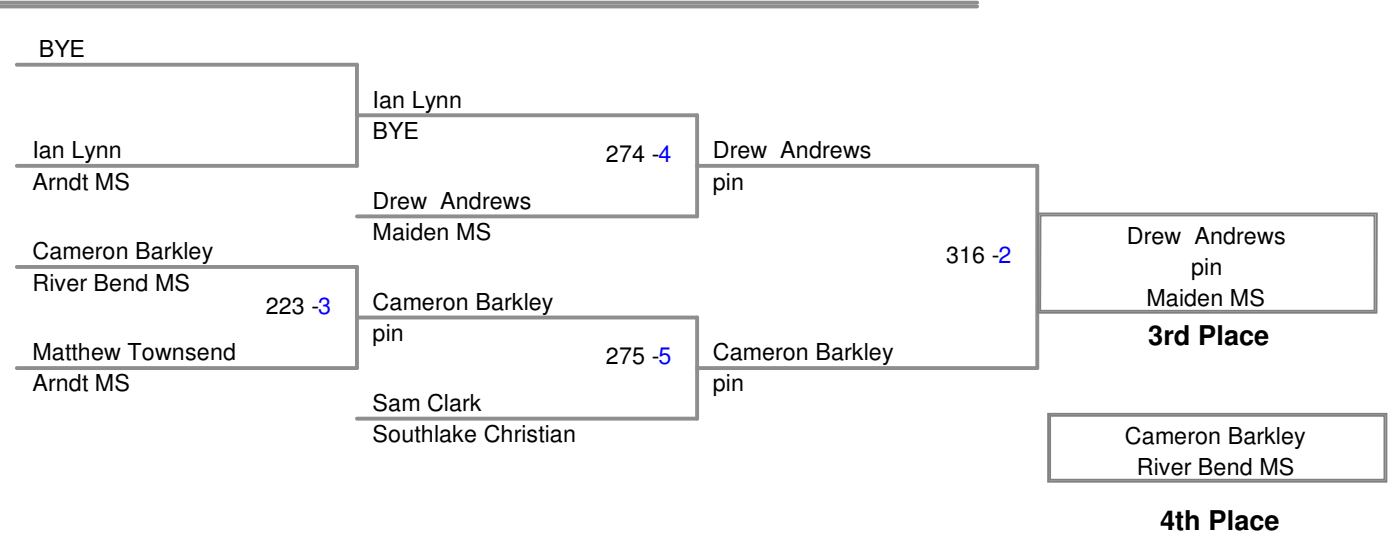 BYE
Ian Lynn
Arndt MS
Cameron Barkley
River Bend MS
223 -3
Matthew Townsend
Arndt MS
Ian Lynn
BYE
274 -4
Drew Andrews
Maiden MS
Cameron Barkley
pin
275 -5
Sam Clark
Southlake Christian
Drew Andrews
pin
316 -2
Cameron Barkley
pin
Drew Andrews
pin
Maiden MS
3rd Place
Cameron Barkley
River Bend MS
4th Place